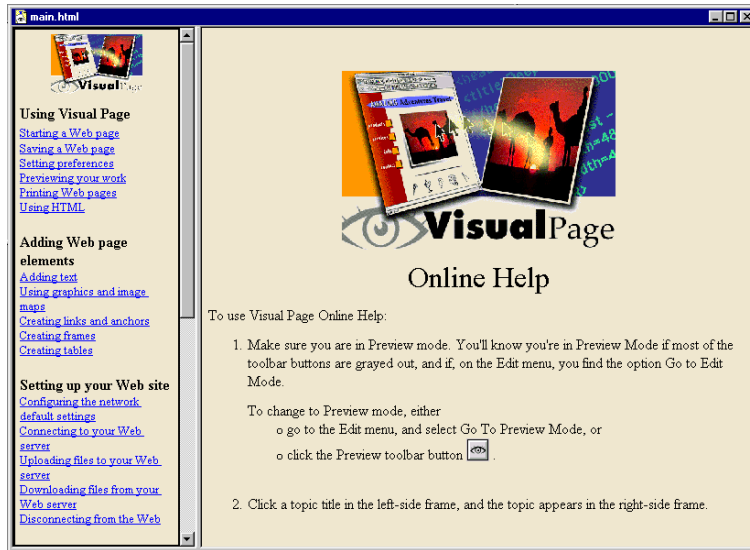 main.html
VisualPage
Using Visual Page
Starting a Web page
Saving a Web page
Setting preferences
Previewing your work
Printing Web pages
Using HTML
Adding Web page
elements
Adding text
Using graphics and image
maps
Creating links and anchors
Creating frames
Creating tables
Setting up your Web site
Configuring the network
default settings
Connecting to your Web
server
Uploading files to your Web
server
Downloading files from your
Web server
Disconnecting from the Web
VisualPage
Online Help
To use Visual Page Online Help:
1. Make sure you are in Preview mode. You'll know you're in Preview Mode if most of the
toolbar buttons are grayed out, and if, on the Edit menu, you find the option Go to Edit
Mode.
To change to Preview mode, either
o go to the Edit menu, and select Go To Preview Mode, or
o click the Preview toolbar button .
2. Click a topic title in the left-side frame, and the topic appears in the right-side frame.